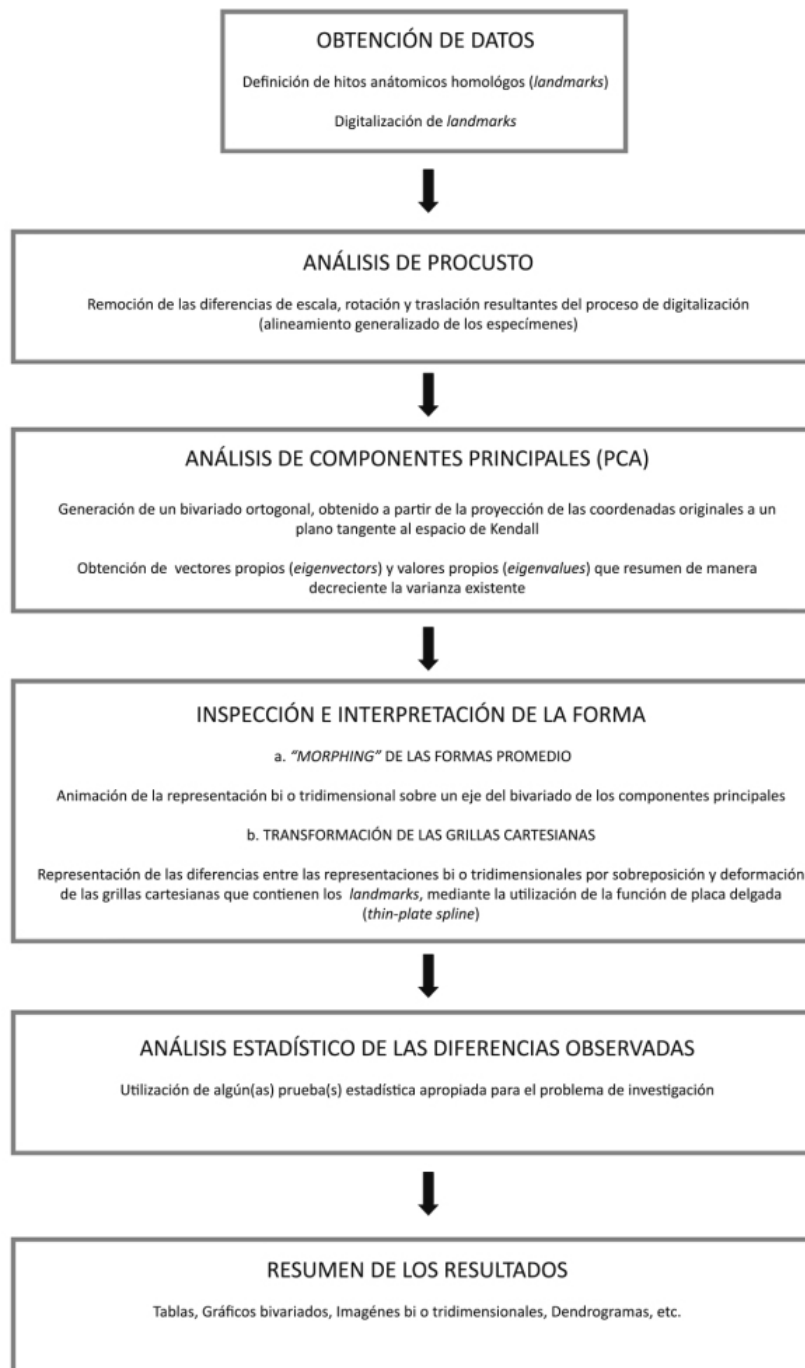 OBTENCIÓN DE DATOS
Definición de hitos anátomicos homológos (landmarks)
Digitalización de landmarks
ANÁLISIS DE PROCUSTO
Remoción de las diferencias de escala, rotación y traslación resultantes del proceso de digitalización
(alineamiento generalizado de los especímenes)
ANÁLISIS DE COMPONENTES PRINCIPALES (PCA)
Generación de un bivariado ortogonal, obtenido a partir de la proyección de las coordenadas originales a un
plano tangente al espacio de Kendall
Obtención de vectores propios (eigenvectors) y valores propios (eigenvalues) que resumen de manera
decreciente la varianza existente
INSPECCIÓN E INTERPRETACIÓN DE LA FORMA
a. “MORPHING” DE LAS FORMAS PROMEDIO
Animación de la representación bi o tridimensional sobre un eje del bivariado de los componentes principales
b. TRANSFORMACIÓN DE LAS GRILLAS CARTESIANAS
Representación de las diferencias entre las representaciones bi o tridimensionales por sobreposición y deformación
de las grillas cartesianas que contienen los landmarks, mediante la utilización de la función de placa delgada
(thin-plate spline)
ANÁLISIS ESTADÍSTICO DE LAS DIFERENCIAS OBSERVADAS
Utilización de algún(as) prueba(s) estadística apropiada para el problema de investigación
RESUMEN DE LOS RESULTADOS
Tablas, Gráficos bivariados, Imagénes bi o tridimensionales, Dendrogramas, etc.